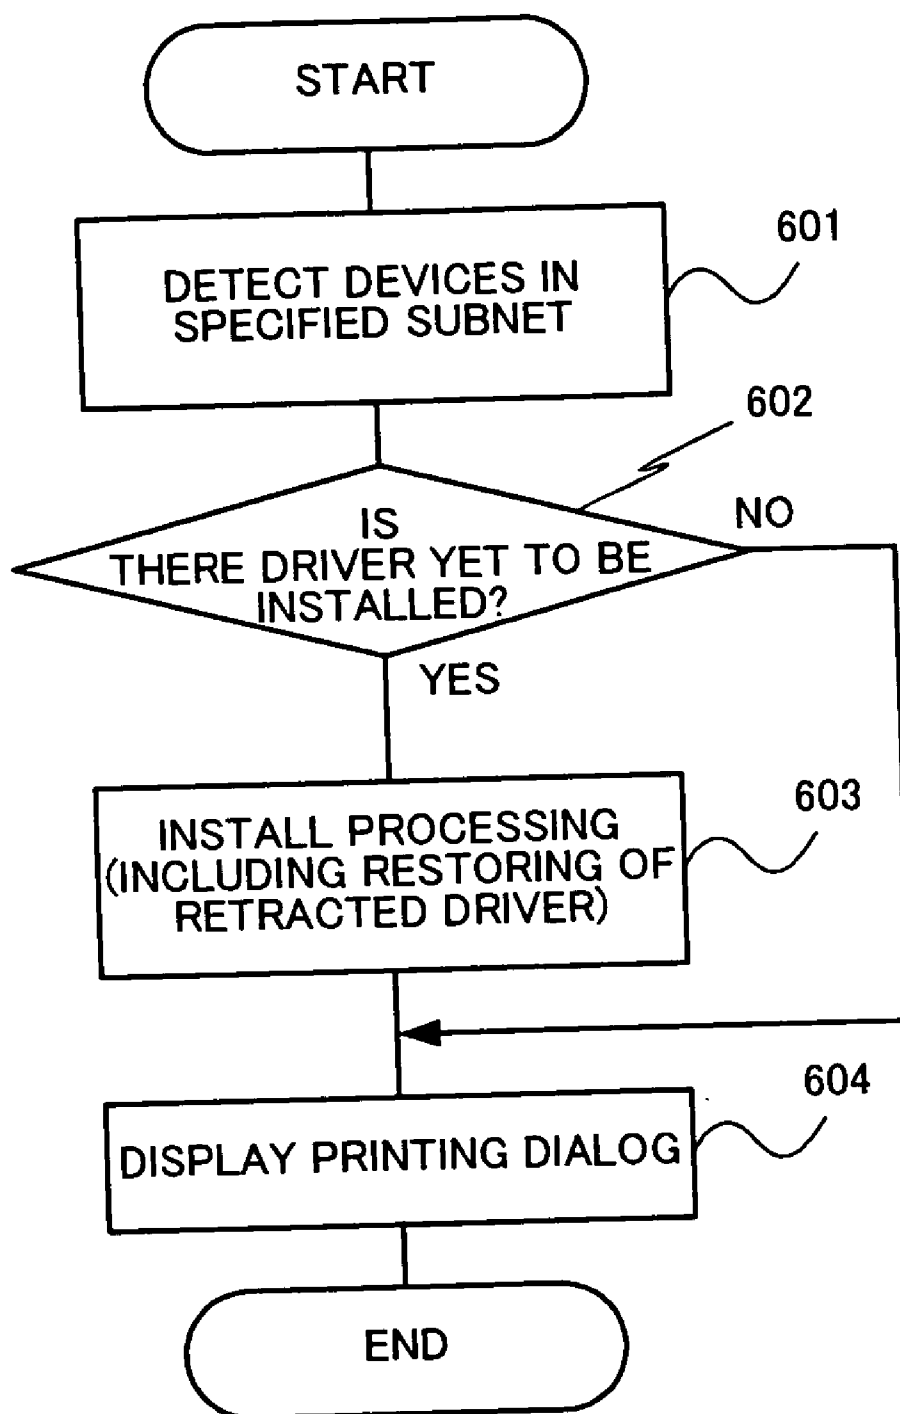 START
601
DETECT DEVICES IN
SPECIFIED SUBNET
602
NO
IS
THERE DRIVER YET TO BE
INSTALLED?
YES
603
INSTALL PROCESSING
(INCLUDING RESTORING OF
RETRACTED DRIVER)
604
DISPLAY PRINTING DIALOG
END